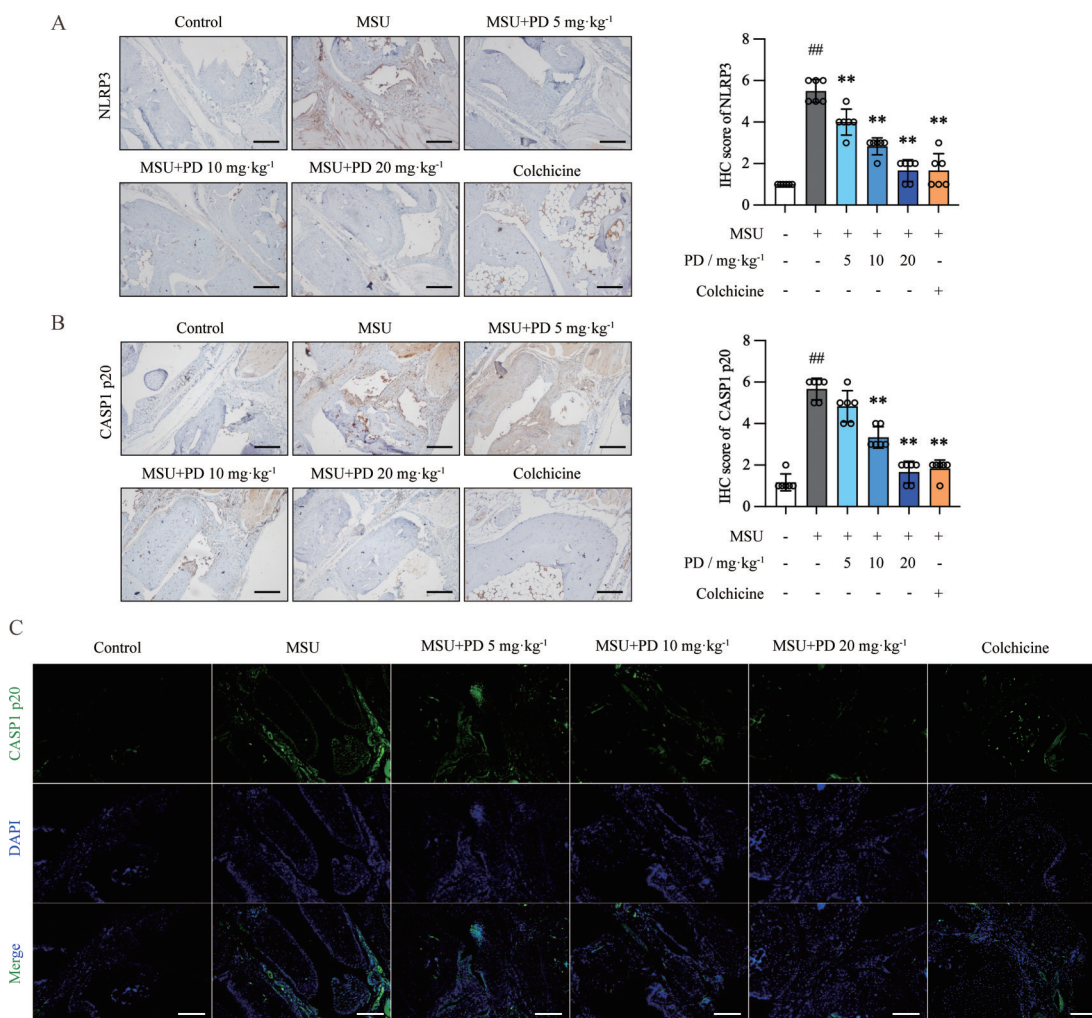 A
Control MSU MSU+PD 5 mg·kg⁻¹
NLRP3
MSU+PD 10 mg·kg⁻¹ MSU+PD 20 mg·kg⁻¹ Colchicine
IHC score of NLRP3
8
6
4
2
0
## ** ** ** **
MSU - + + + + +
PD / mg·kg⁻¹ - - 5 10 20 -
Colchicine - - - - - +
B
Control MSU MSU+PD 5 mg·kg⁻¹
CASP1 p20
MSU+PD 10 mg·kg⁻¹ MSU+PD 20 mg·kg⁻¹ Colchicine
IHC score of CASP1 p20
8
6
4
2
0
## ** ** **
MSU - + + + + +
PD / mg·kg⁻¹ - - 5 10 20 -
Colchicine - - - - - +
C
Control MSU MSU+PD 5 mg·kg⁻¹ MSU+PD 10 mg·kg⁻¹ MSU+PD 20 mg·kg⁻¹ Colchicine
CASP1 p20
DAPI
Merge